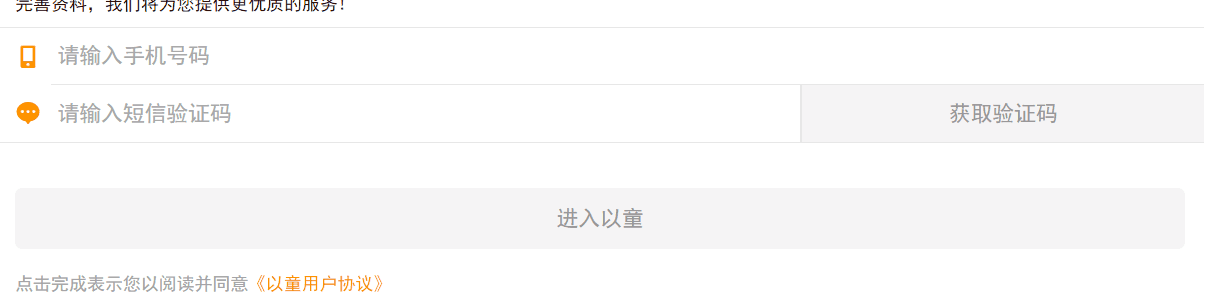 完善资料，我们将为您提供更优质的服务！
请输入手机号码
请输入短信验证码
获取验证码
进入以童
点击完成表示您以阅读并同意《以童用户协议》